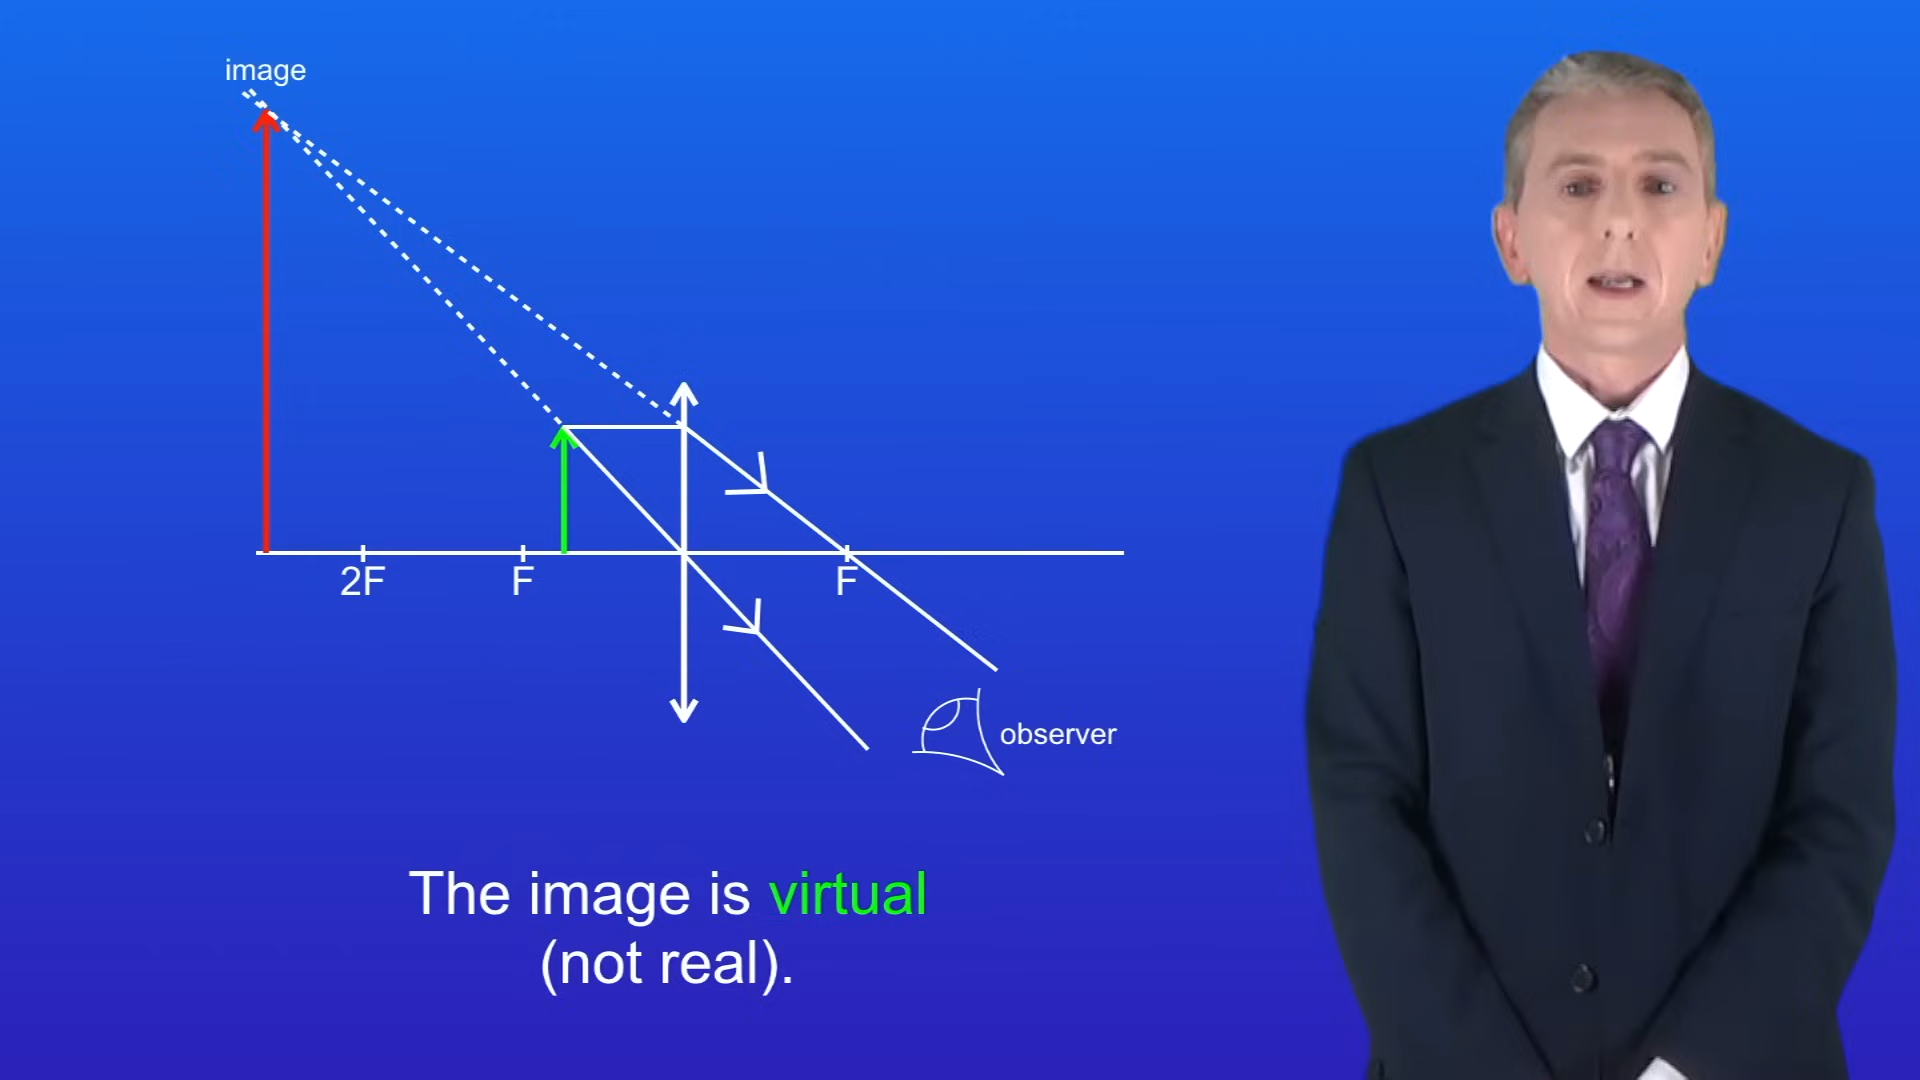 image
2F
F
F
observer
The image is virtual
(not real).